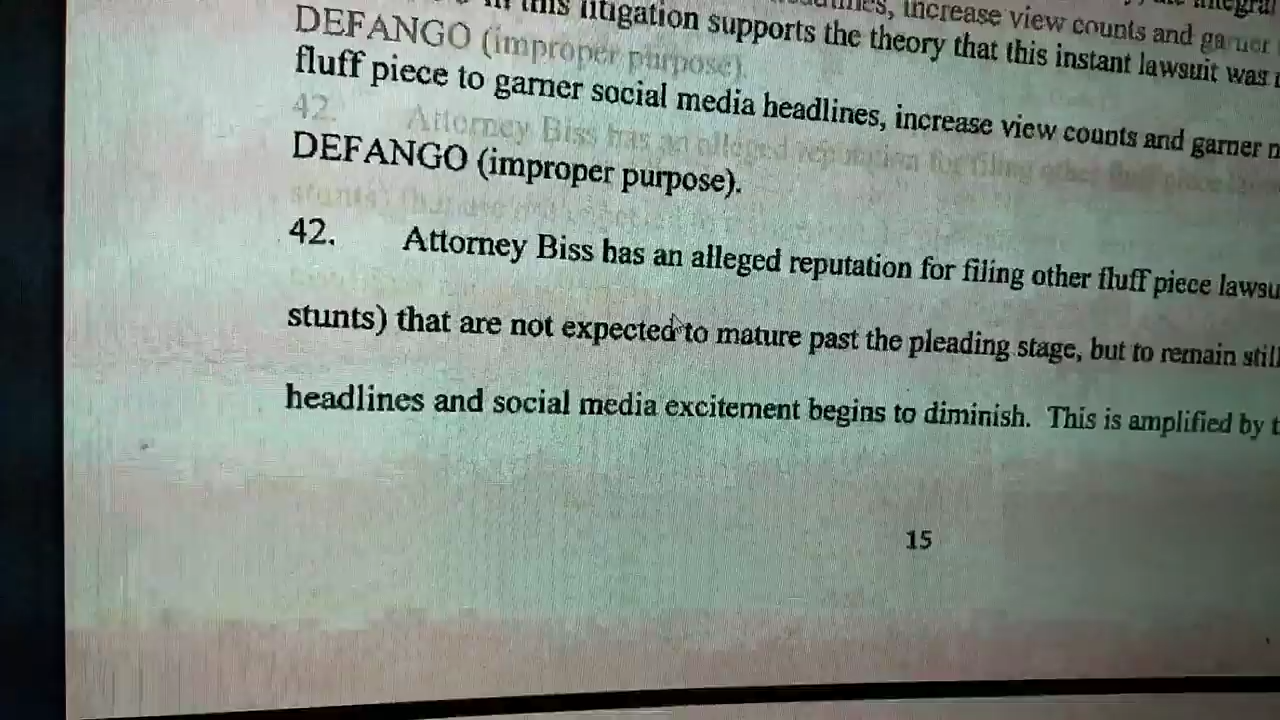 in this litigation supports the theory that this instant lawsuit was
fluff piece to garner social media headlines, increase view counts and garner
DEFANGO (improper purpose).
42. Attorney Biss has an alleged reputation for filing other fluff piece lawsu
stunts) that are not expected to mature past the pleading stage, but to remain still
headlines and social media excitement begins to diminish. This is amplified by t
15